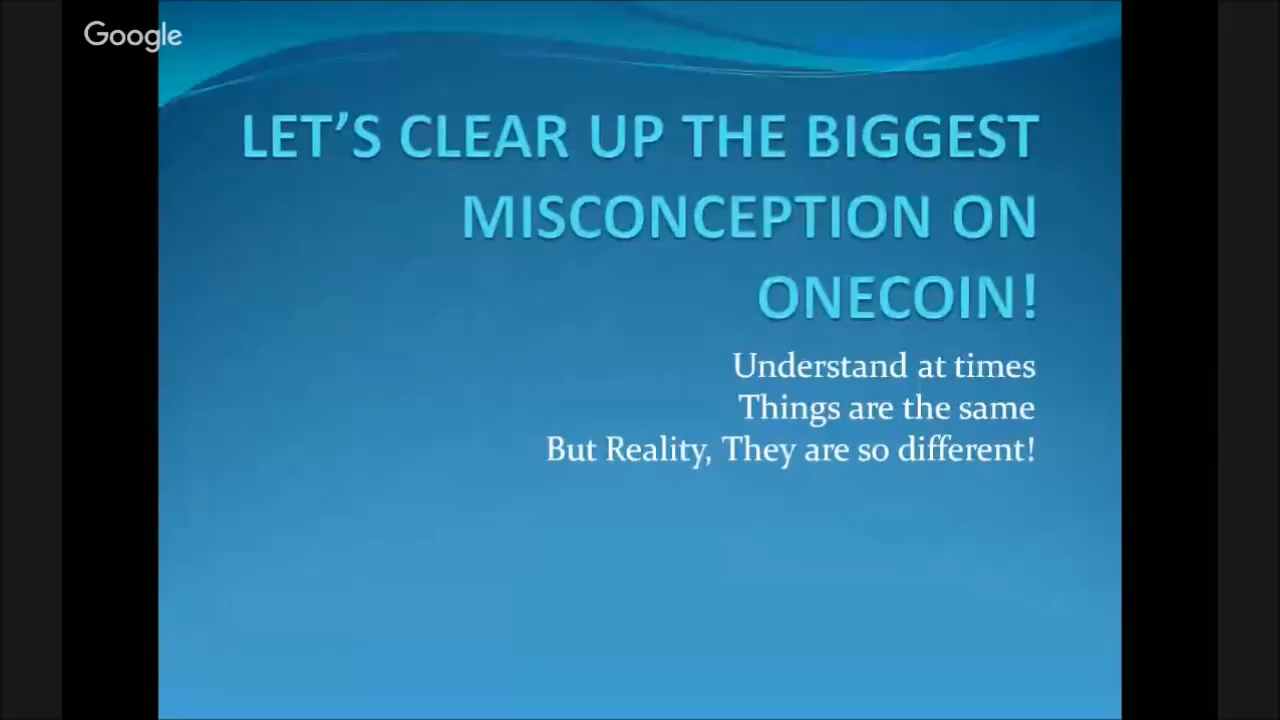 Google
LET’S CLEAR UP THE BIGGEST
MISCONCEPTION ON
ONECOIN!
Understand at times
Things are the same
But Reality, They are so different!